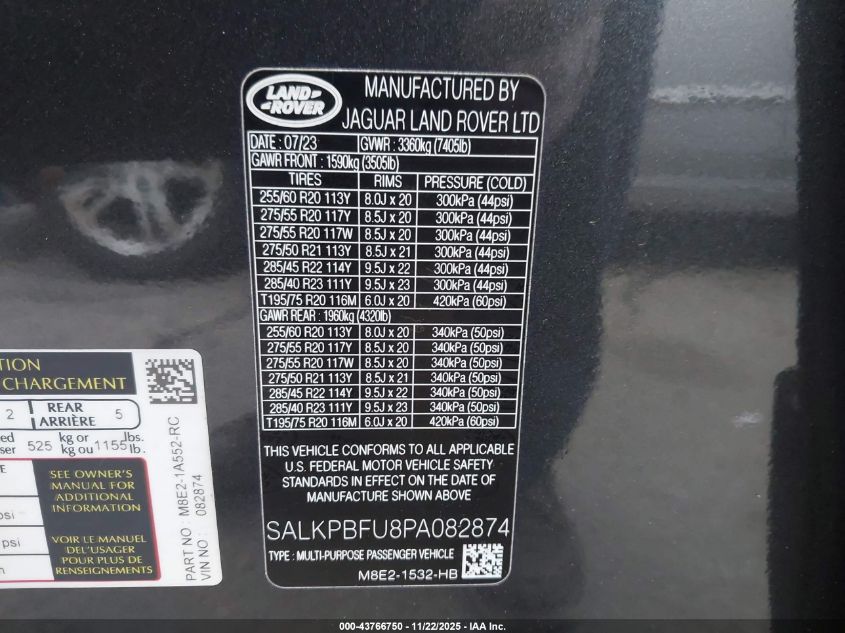 LAND-
-ROVER
MANUFACTURED BY
JAGUAR LAND ROVER LTD
DATE : 07/23 GVWR : 3360kg (7405lb)
GAWR FRONT : 1590kg (3505lb)
TIRES RIMS PRESSURE (COLD)
255/60 R20 113Y 8.0J x 20 300kPa (44psi)
275/55 R20 117Y 8.5J x 20 300kPa (44psi)
275/55 R20 117W 8.5J x 20 300kPa (44psi)
275/50 R21 113Y 8.5J x 21 300kPa (44psi)
285/45 R22 114Y 9.5J x 22 300kPa (44psi)
285/40 R23 111Y 9.5J x 23 300kPa (44psi)
T195/75 R20 116M 6.0J x 20 420kPa (60psi)
GAWR REAR : 1960kg (4320lb)
255/60 R20 113Y 8.0J x 20 340kPa (50psi)
275/55 R20 117Y 8.5J x 20 340kPa (50psi)
275/55 R20 117W 8.5J x 20 340kPa (50psi)
275/50 R21 113Y 8.5J x 21 340kPa (50psi)
285/45 R22 114Y 9.5J x 22 340kPa (50psi)
285/40 R23 111Y 9.5J x 23 340kPa (50psi)
T195/75 R20 116M 6.0J x 20 420kPa (60psi)
THIS VEHICLE CONFORMS TO ALL APPLICABLE
U.S. FEDERAL MOTOR VEHICLE SAFETY
STANDARDS IN EFFECT ON THE DATE OF
MANUFACTURE SHOWN ABOVE
SALKPBFU8PA082874
TYPE : MULTI-PURPOSE PASSENGER VEHICLE
M8E2-1532-HB
TION
CHARGEMENT
2 REAR ARRIÈRE 5
525 kg or kg ou 1155 lbs. lb.
SEE OWNER'S
MANUAL FOR
ADDITIONAL
INFORMATION
psi
VOIR LE MANUEL
DEL'USAGER
POUR PLUS DE
RENSEIGNEMENTS
PART NO : M8E2-1A552-RC
VIN NO : 082874
000-43766750 - 11/22/2025 - IAA Inc.